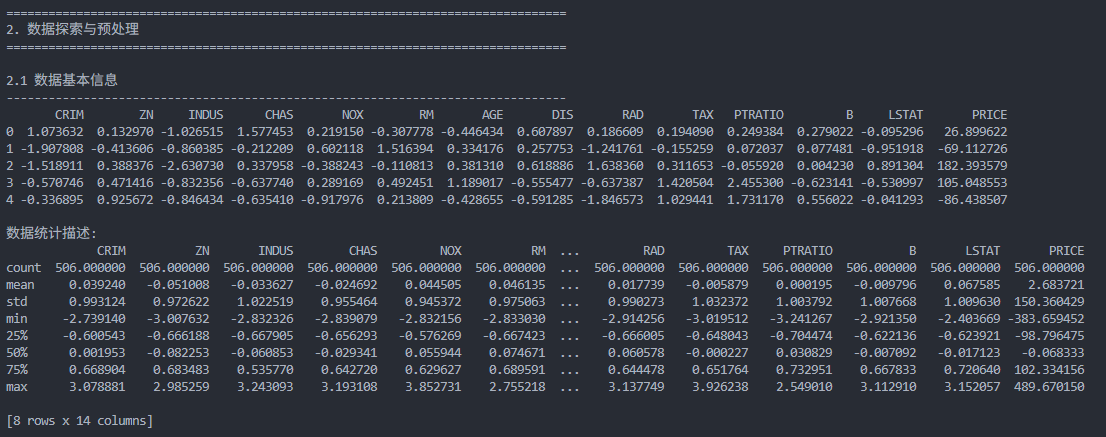 ================================================================================
2. 数据探索与预处理
================================================================================
2.1 数据基本信息
--------------------------------------------------------------------------------
CRIM ZN INDUS CHAS NOX RM AGE DIS RAD TAX PTRATIO B LSTAT PRICE
0 1.073632 0.132970 -1.026515 1.577453 0.219150 -0.307778 -0.446434 0.607897 0.186609 0.194090 0.249384 0.279022 -0.095296 26.899622
1 -1.907808 -0.413606 -0.860385 -0.212209 0.602118 1.516394 0.334176 0.257753 -1.241761 -0.155259 0.072037 0.077481 -0.951918 -69.112726
2 -1.518911 0.388376 -2.630730 0.337958 -0.388243 -0.110813 0.381310 0.618886 1.638360 0.311653 -0.055920 0.004230 0.891304 182.393579
3 -0.570746 0.471416 -0.832356 -0.637740 0.289169 0.492451 1.189017 -0.555477 -0.637387 1.420504 2.455300 -0.623141 -0.530997 105.048553
4 -0.336895 0.925672 -0.846434 -0.635410 -0.917976 0.213809 -0.428655 -0.591285 -1.846573 1.029441 1.731170 0.556022 -0.041293 -86.438507
数据统计描述:
CRIM ZN INDUS CHAS NOX RM ... RAD TAX PTRATIO B LSTAT PRICE
count 506.000000 506.000000 506.000000 506.000000 506.000000 506.000000 ... 506.000000 506.000000 506.000000 506.000000 506.000000 506.000000
mean 0.039240 -0.051008 -0.033627 -0.024692 0.044505 0.046135 ... 0.017739 -0.005879 0.000195 -0.009796 0.067585 2.683721
std 0.993124 0.972622 1.022519 0.955464 0.945372 0.975063 ... 0.990273 1.032372 1.003792 1.007668 1.009630 150.360429
min -2.739140 -3.007632 -2.832326 -2.839079 -2.832156 -2.833030 ... -2.914256 -3.019512 -3.241267 -2.921350 -2.403669 -383.659452
25% -0.600543 -0.666188 -0.667905 -0.656293 -0.576269 -0.667423 ... -0.666005 -0.648043 -0.704474 -0.622136 -0.623921 -98.796475
50% 0.001953 -0.082253 -0.060853 -0.029341 0.055944 0.074671 ... 0.060578 -0.000227 0.030829 -0.007092 -0.017123 -0.068333
75% 0.668904 0.683483 0.535770 0.642720 0.629627 0.689591 ... 0.644478 0.651764 0.732951 0.667833 0.720640 102.334156
max 3.078881 2.985259 3.243093 3.193108 3.852731 2.755218 ... 3.137749 3.926238 2.549010 3.112910 3.152057 489.670150
[8 rows x 14 columns]